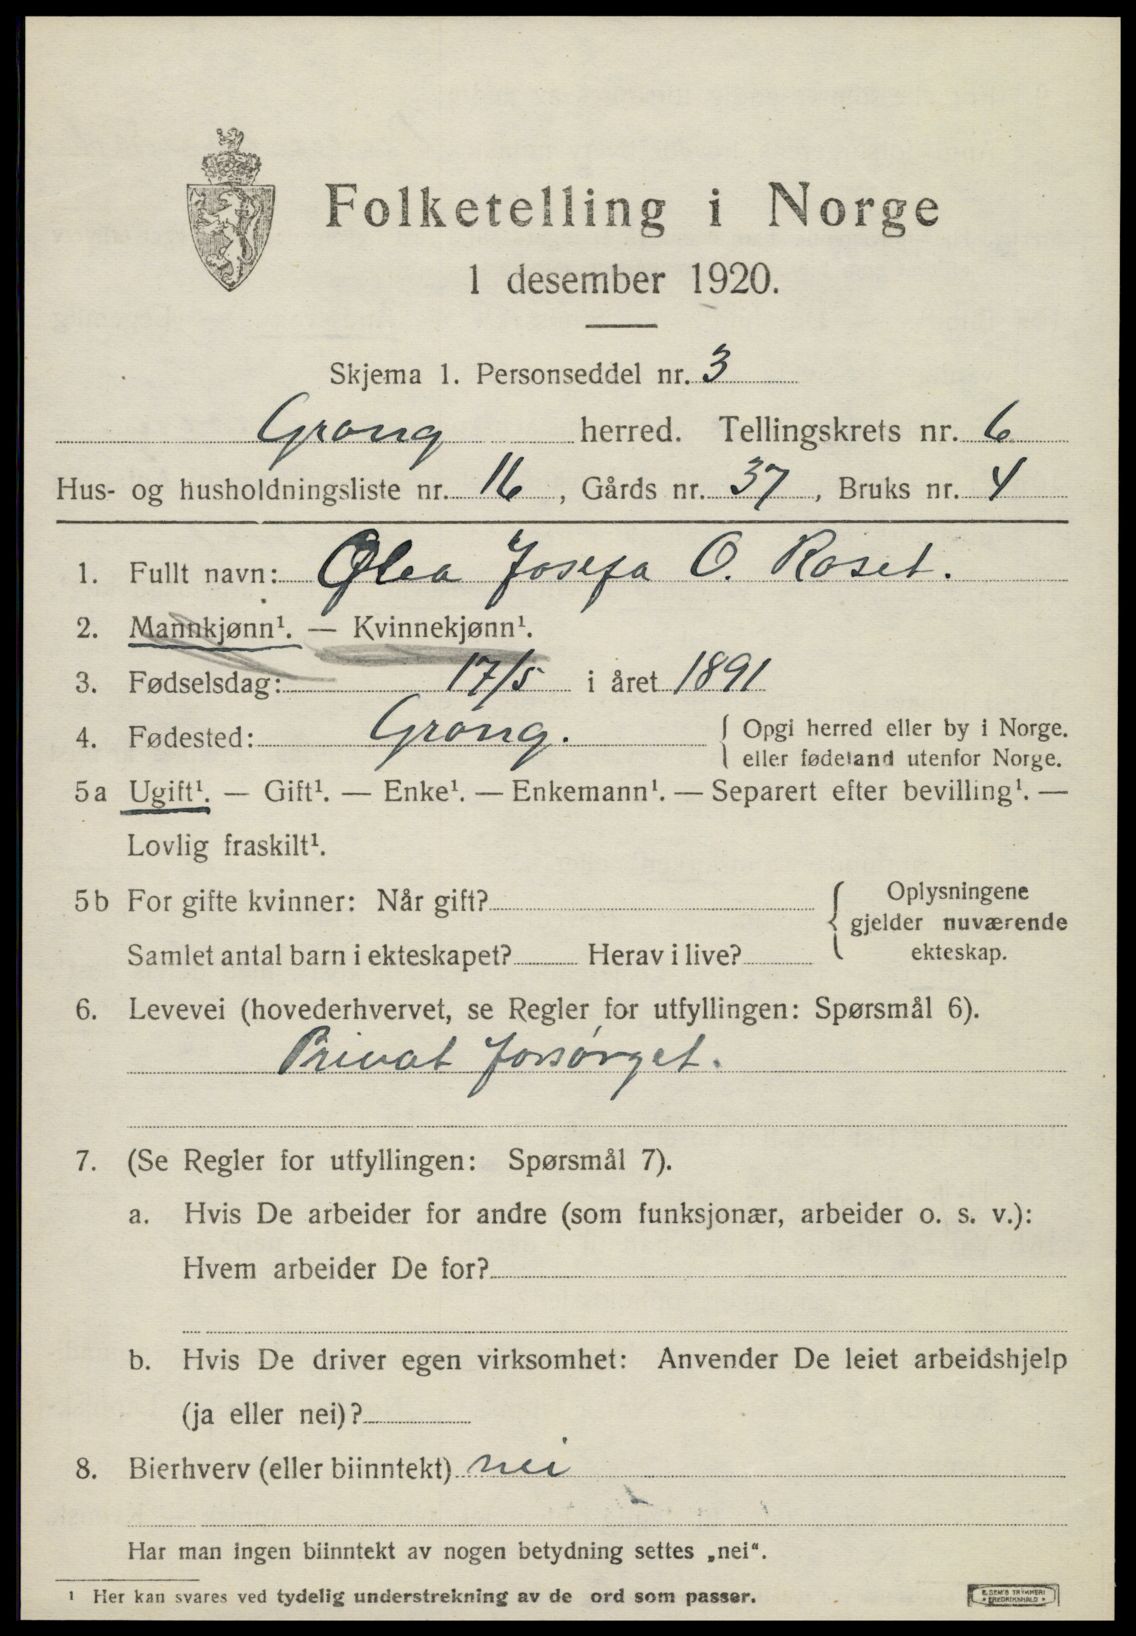 Folketelling i Norge
1 desember 1920.
Skjema 1. Personseddel nr. 3
Grong herred. Tellingskrets nr. 6
Hus- og husholdningsliste nr. 16, Gårds nr. 37, Bruks nr. 4
1. Fullt navn: Olea Josefa O. Roset.
2. Mannkjønn¹. — Kvinnekjønn¹.
3. Fødselsdag: 17/5 i året 1891
4. Fødested: Grong. { Opgi herred eller by i Norge.
eller fødeland utenfor Norge.
5a Ugift¹. — Gift¹. — Enke¹. — Enkemann¹. — Separert efter bevilling¹. —
Lovlig fraskilt¹.
5b For gifte kvinner: Når gift? { Oplysningene
gjelder nuværende
Samlet antal barn i ekteskapet? Herav i live? ekteskap.
6. Levevei (hovederhvervet, se Regler for utfyllingen: Spørsmål 6).
Privat forsørget.
7. (Se Regler for utfyllingen: Spørsmål 7).
a. Hvis De arbeider for andre (som funksjonær, arbeider o. s. v.):
Hvem arbeider De for?
b. Hvis De driver egen virksomhet: Anvender De leiet arbeidshjelp
(ja eller nei)?
8. Bierhverv (eller biinntekt) nei
Har man ingen biinntekt av nogen betydning settes „nei“.
¹ Her kan svares ved tydelig understrekning av de ord som passer.
E. SEM'S TRYKKERI
FREDRIKSHALD